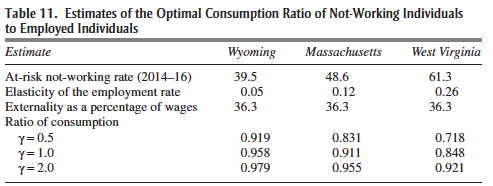 Table 11. Estimates of the Optimal Consumption Ratio of Not-Working Individuals
to Employed Individuals
Estimate Wyoming Massachusetts West Virginia
At-risk not-working rate (2014–16) 39.5 48.6 61.3
Elasticity of the employment rate 0.05 0.12 0.26
Externality as a percentage of wages 36.3 36.3 36.3
Ratio of consumption
γ = 0.5 0.919 0.831 0.718
γ = 1.0 0.958 0.911 0.848
γ = 2.0 0.979 0.955 0.921